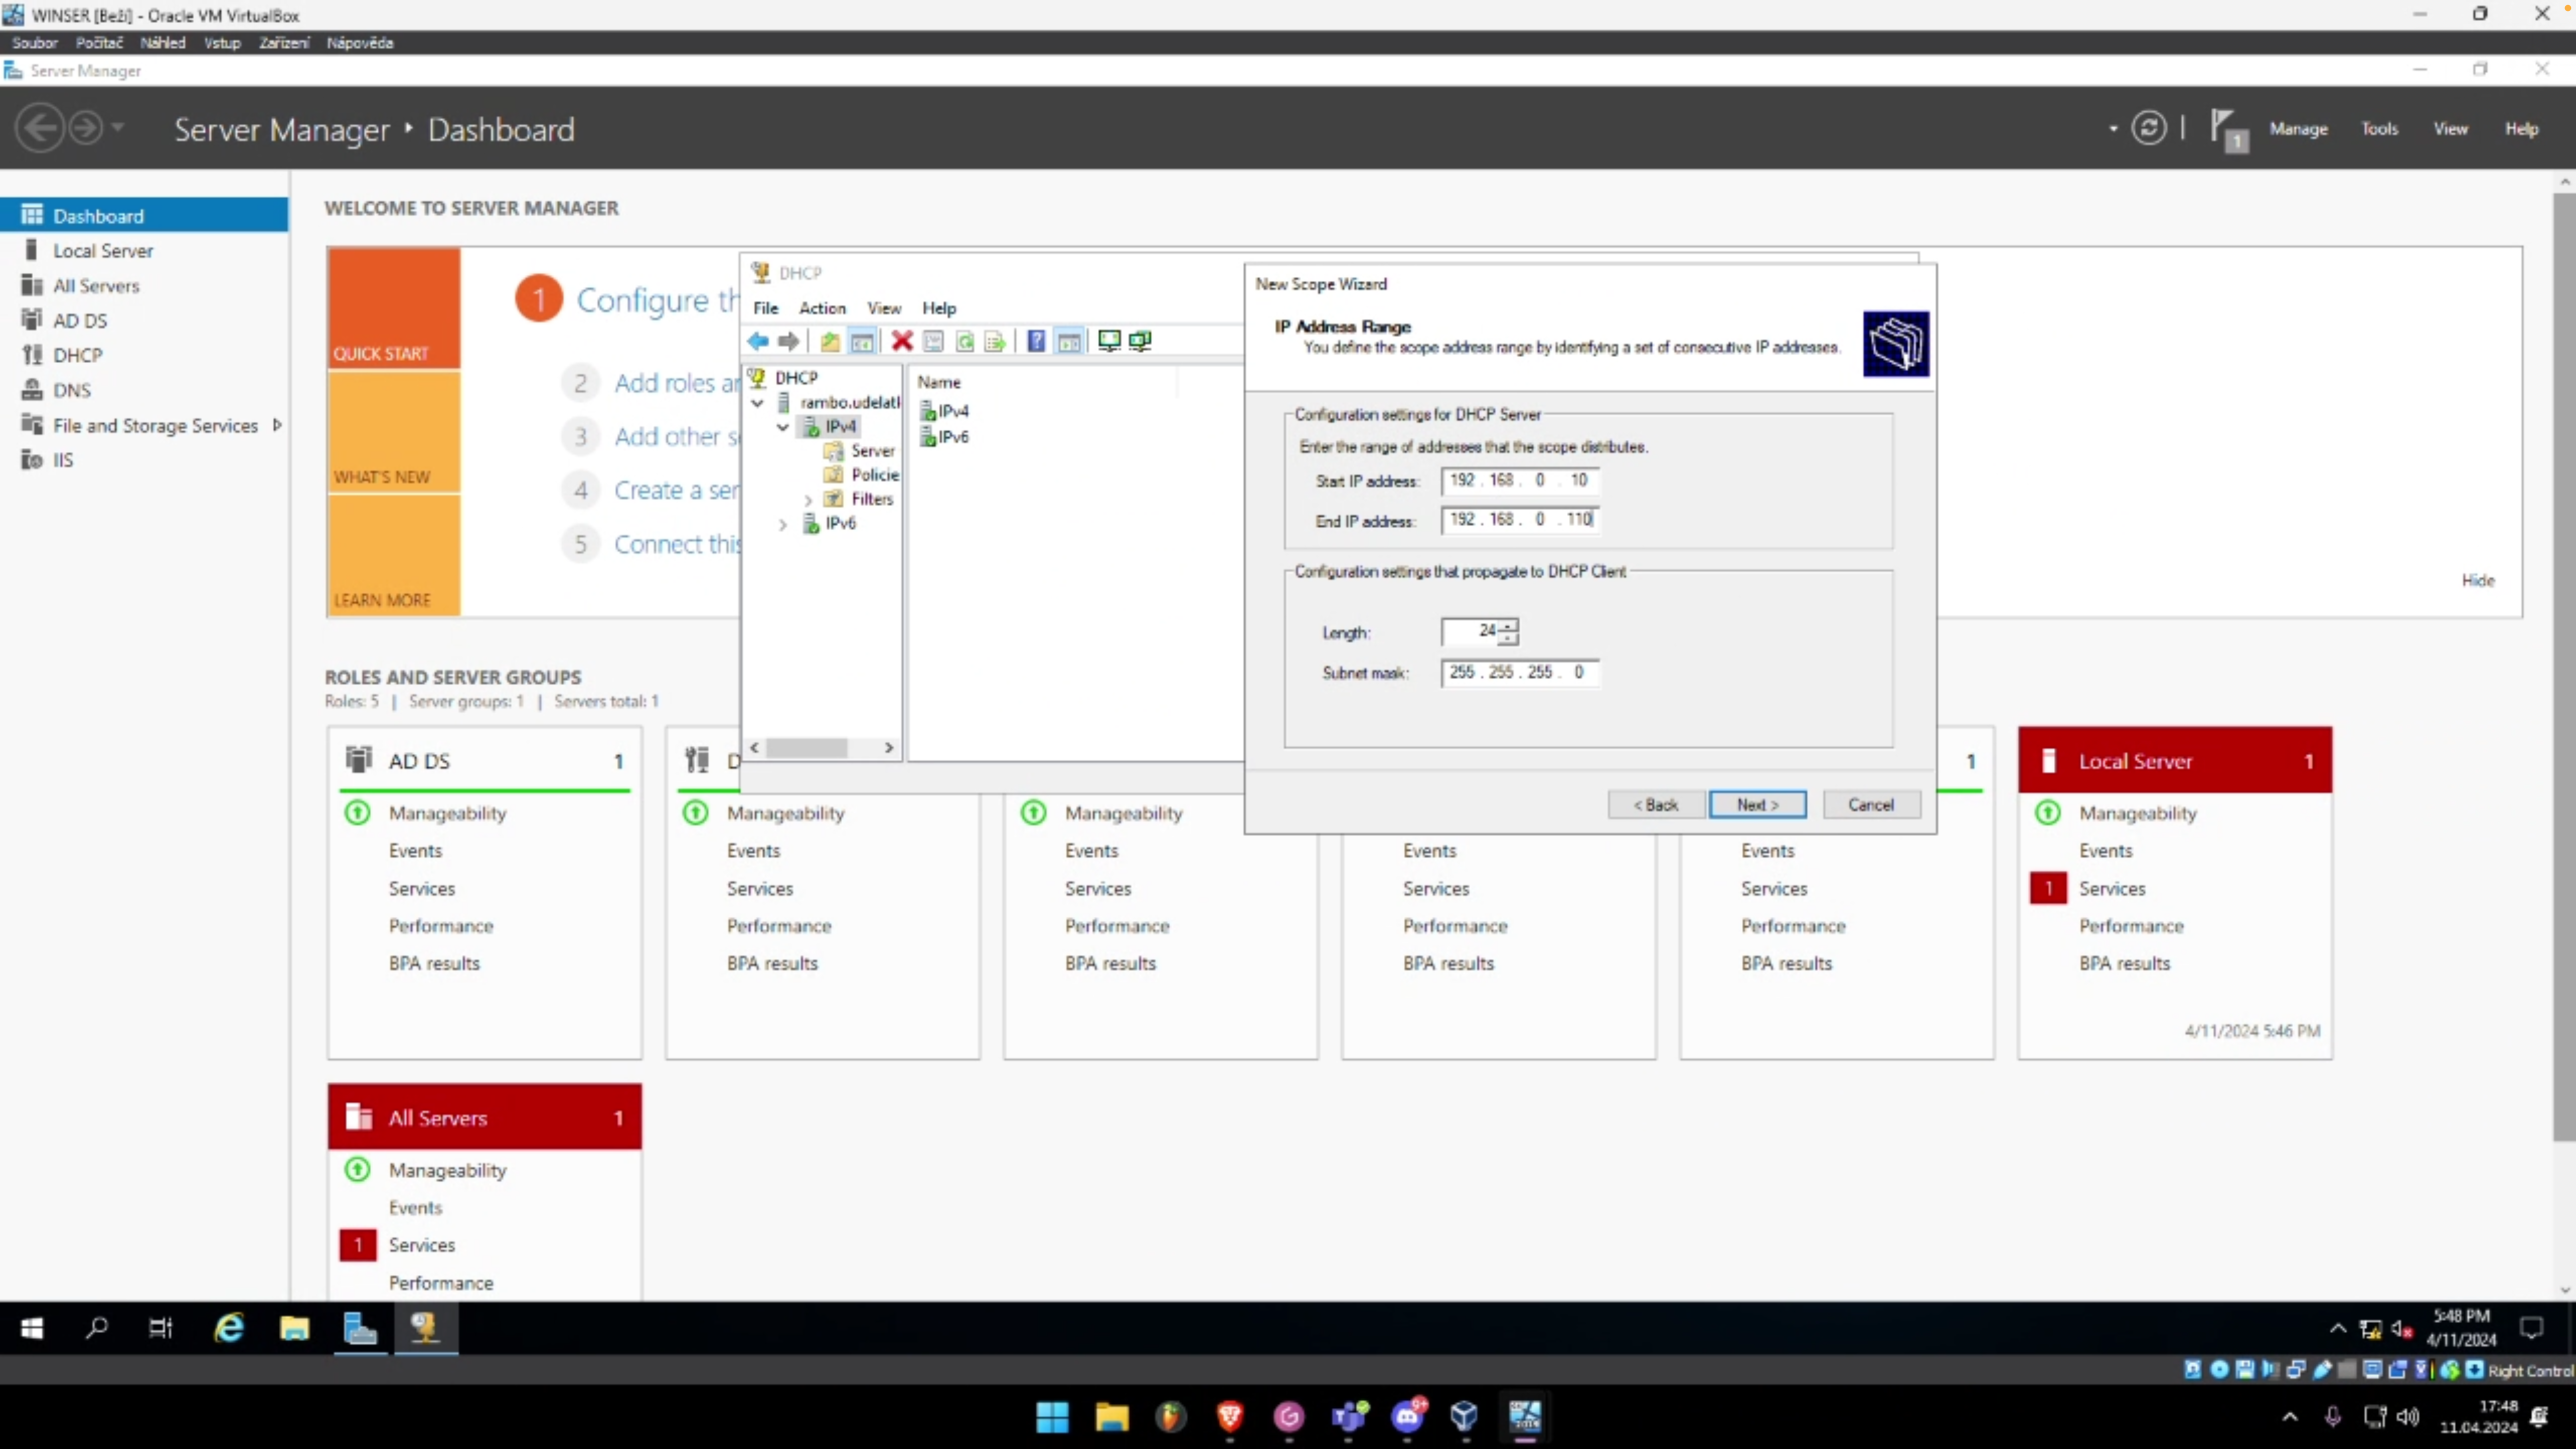 WINSER [Beží] - Oracle VM VirtualBox
Soubor Počítač Náhled Vstup Zařízení Nápověda
Server Manager
Server Manager ‣ Dashboard
1
Manage Tools View Help
Dashboard
Local Server
All Servers
AD DS
DHCP
DNS
File and Storage Services
IIS
WELCOME TO SERVER MANAGER
QUICK START
WHAT'S NEW
LEARN MORE
1 Configure th
2 Add roles an
3 Add other s
4 Create a ser
5 Connect this
Hide
DHCP
File Action View Help
DHCP
rambo.udelatl
IPv4
Server
Policie
Filters
IPv6
Name
IPv4
IPv6
New Scope Wizard
IP Address Range
You define the scope address range by identifying a set of consecutive IP addresses.
Configuration settings for DHCP Server
Enter the range of addresses that the scope distributes.
Start IP address: 192 . 168 . 0 . 10
End IP address: 192 . 168 . 0 . 110
Configuration settings that propagate to DHCP Client
Length: 24
Subnet mask: 255 . 255 . 255 . 0
< Back Next > Cancel
ROLES AND SERVER GROUPS
Roles: 5 | Server groups: 1 | Servers total: 1
AD DS 1
Manageability
Events
Services
Performance
BPA results
D
Manageability
Events
Services
Performance
BPA results
Manageability
Events
Services
Performance
BPA results
Events
Services
Performance
BPA results
1
Events
Services
Performance
BPA results
Local Server 1
Manageability
Events
1 Services
Performance
BPA results
4/11/2024 5:46 PM
All Servers 1
Manageability
Events
1 Services
Performance
5:48 PM
4/11/2024
Right Control
9+
17:48
11.04.2024